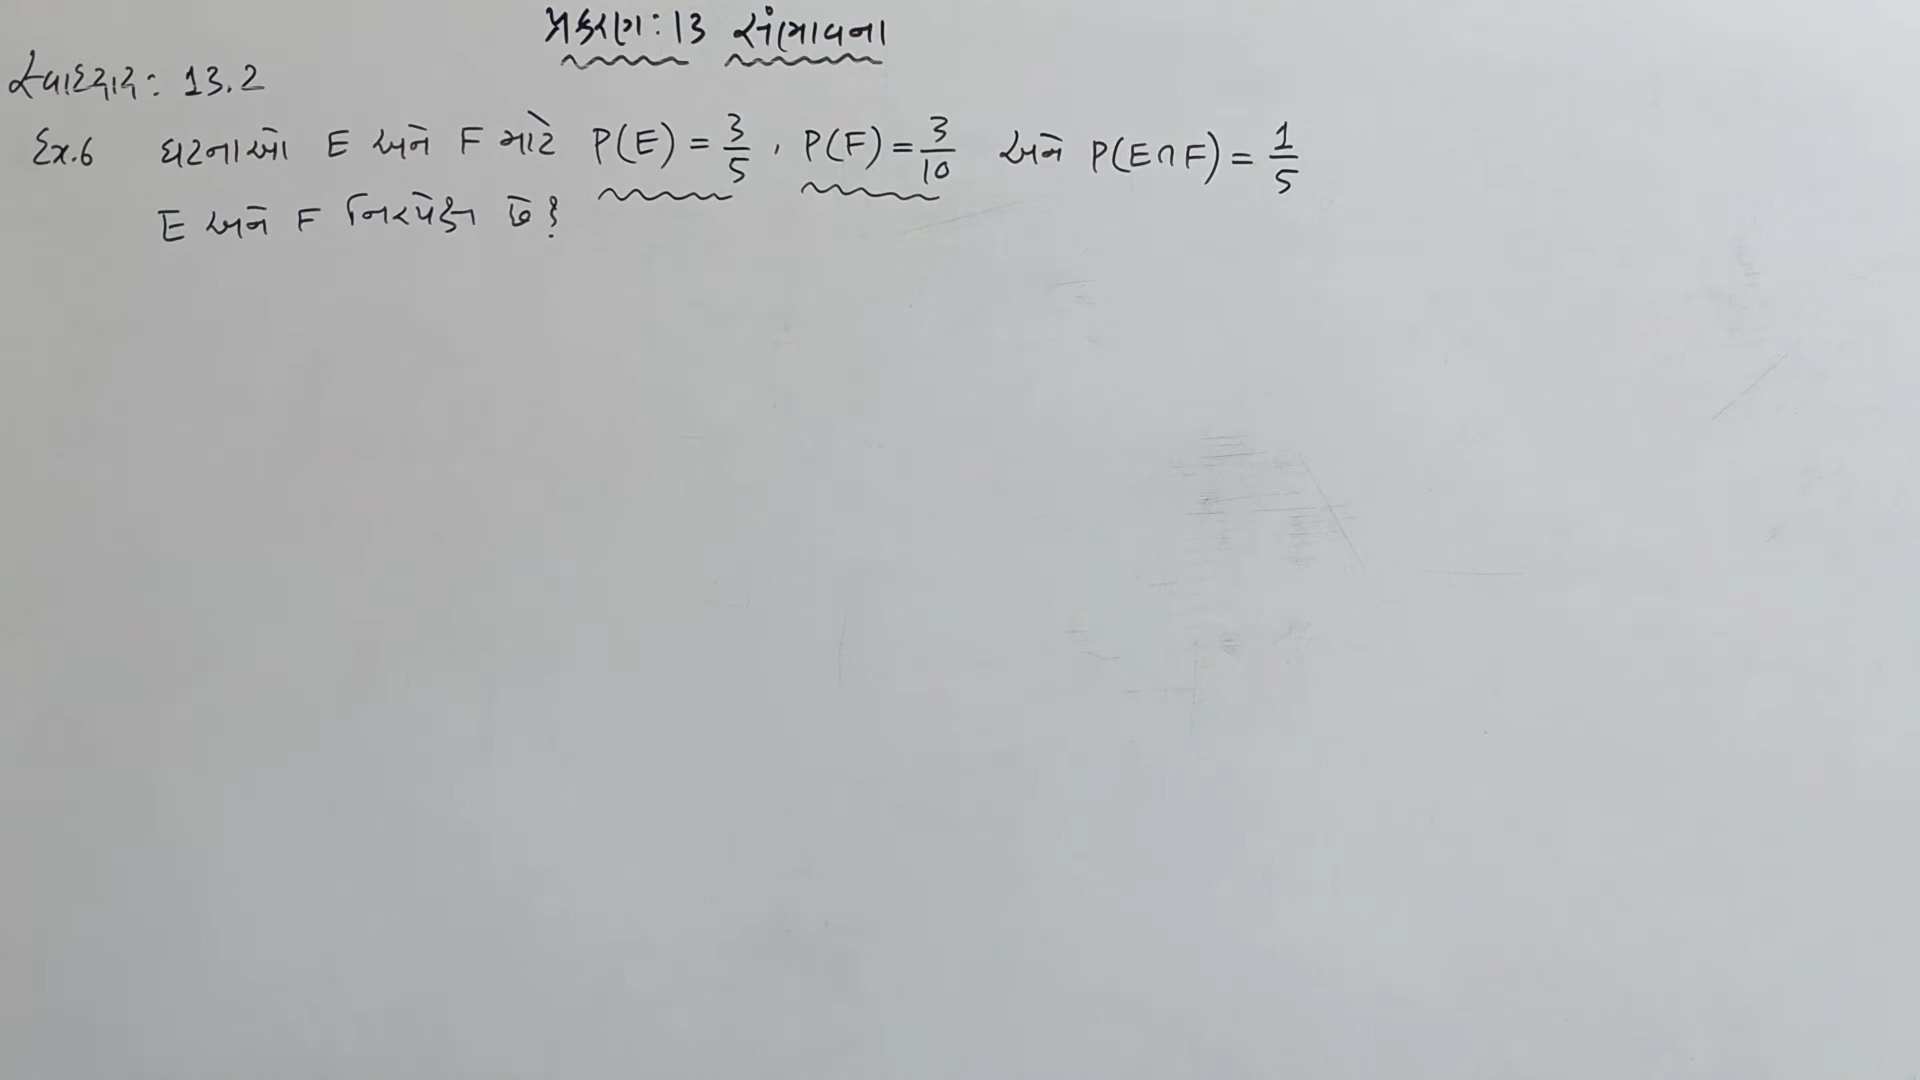 પ્રકરણ : 13 સંભાવના
સ્વાધ્યાય : 13.2
Ex.6 ઘટનાઓ E અને F માટે P(E) = 3/5 , P(F) = 3/10 અને P(E∩F) = 1/5
E અને F નિરપેક્ષ છે?